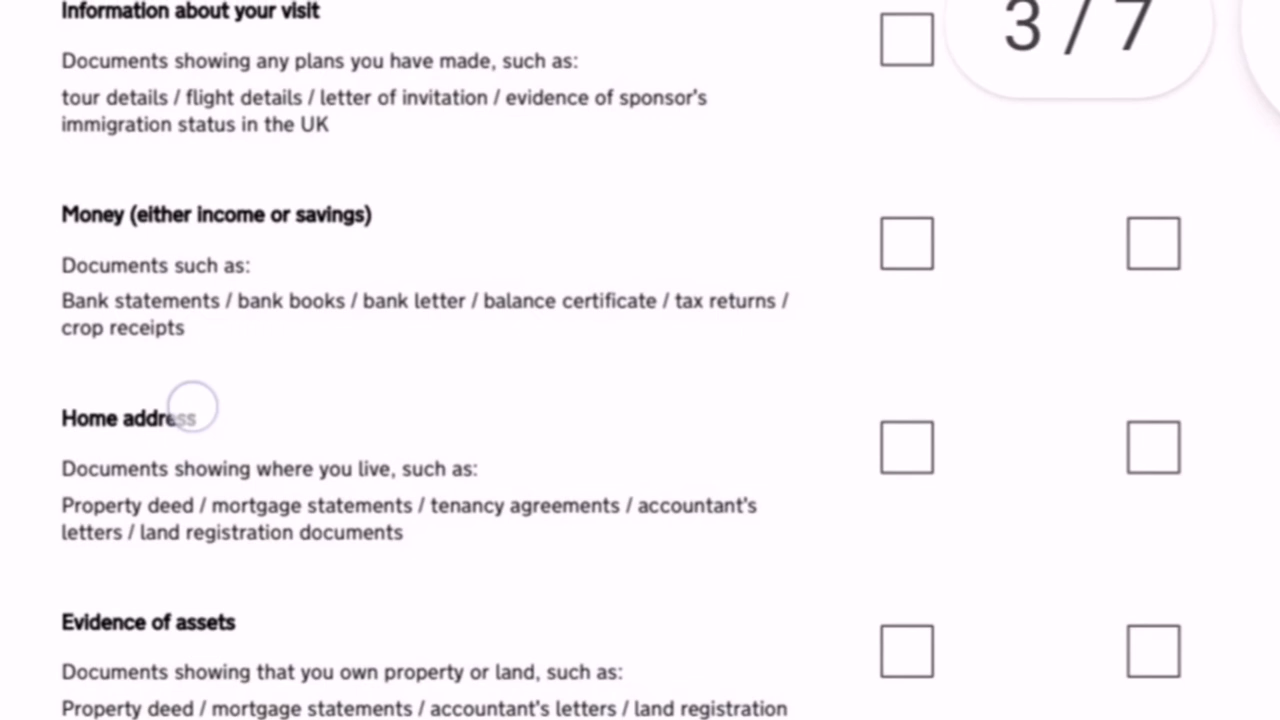 Information about your visit
3 / 7
Documents showing any plans you have made, such as:
tour details / flight details / letter of invitation / evidence of sponsor's
immigration status in the UK
Money (either income or savings)
Documents such as:
Bank statements / bank books / bank letter / balance certificate / tax returns /
crop receipts
Home address
Documents showing where you live, such as:
Property deed / mortgage statements / tenancy agreements / accountant's
letters / land registration documents
Evidence of assets
Documents showing that you own property or land, such as:
Property deed / mortgage statements / accountant's letters / land registration